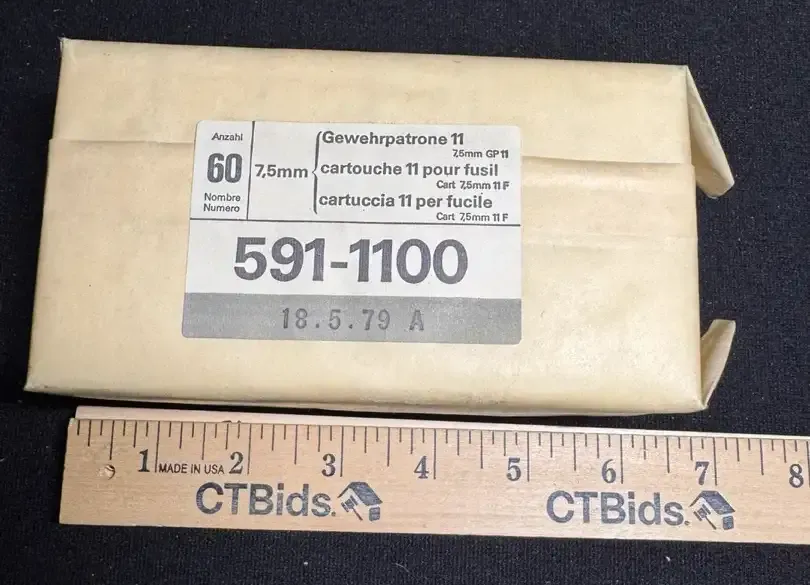 Anzahl
60
Nombre
Numero
7,5mm
Gewehrpatrone 11
7,5mm GP 11
cartouche 11 pour fusil
Cart 7,5mm 11 F
cartuccia 11 per fucile
Cart 7,5mm 11 F
591-1100
18.5.79 A
1 MADE IN USA 2 3 4 5 6 7 8
CTBids. CTBids.